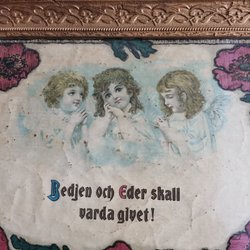 Bedjen och Eder skall
varda givet!